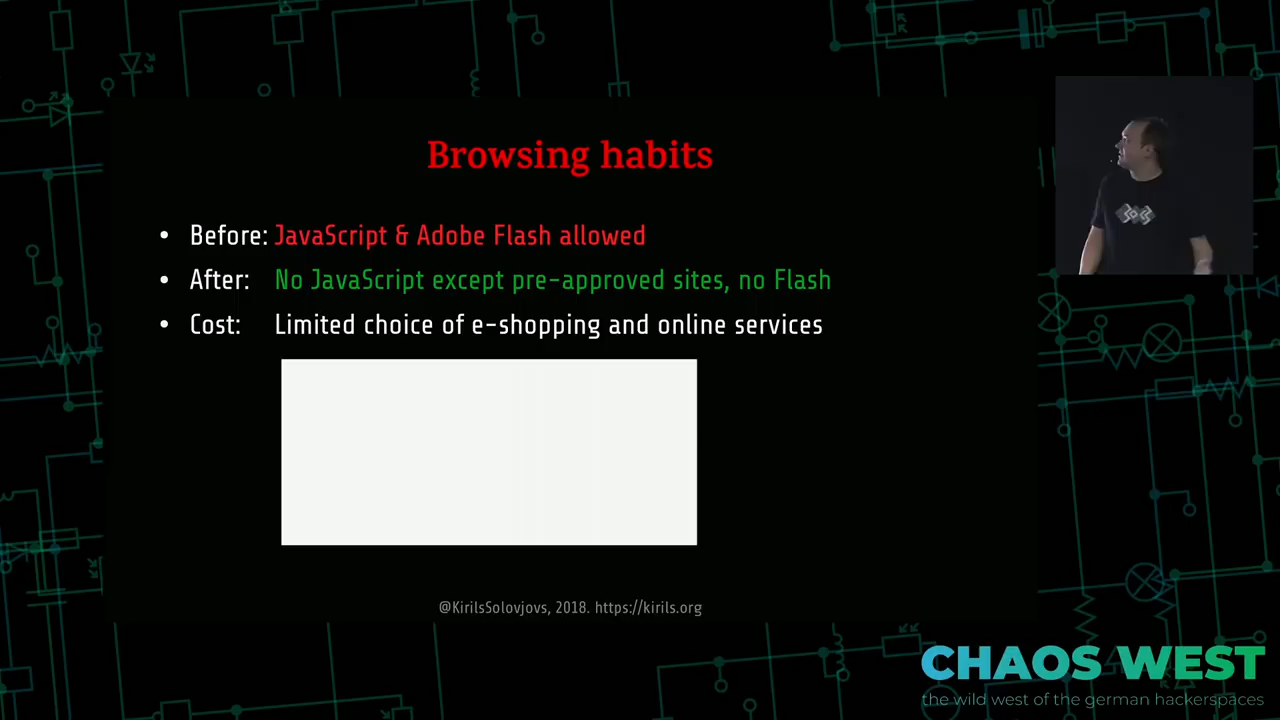 Browsing habits
• Before: JavaScript & Adobe Flash allowed
• After: No JavaScript except pre-approved sites, no Flash
• Cost: Limited choice of e-shopping and online services
@KirilsSolovjovs, 2018. https://kirils.org
CHAOS WEST
the wild west of the german hackerspaces